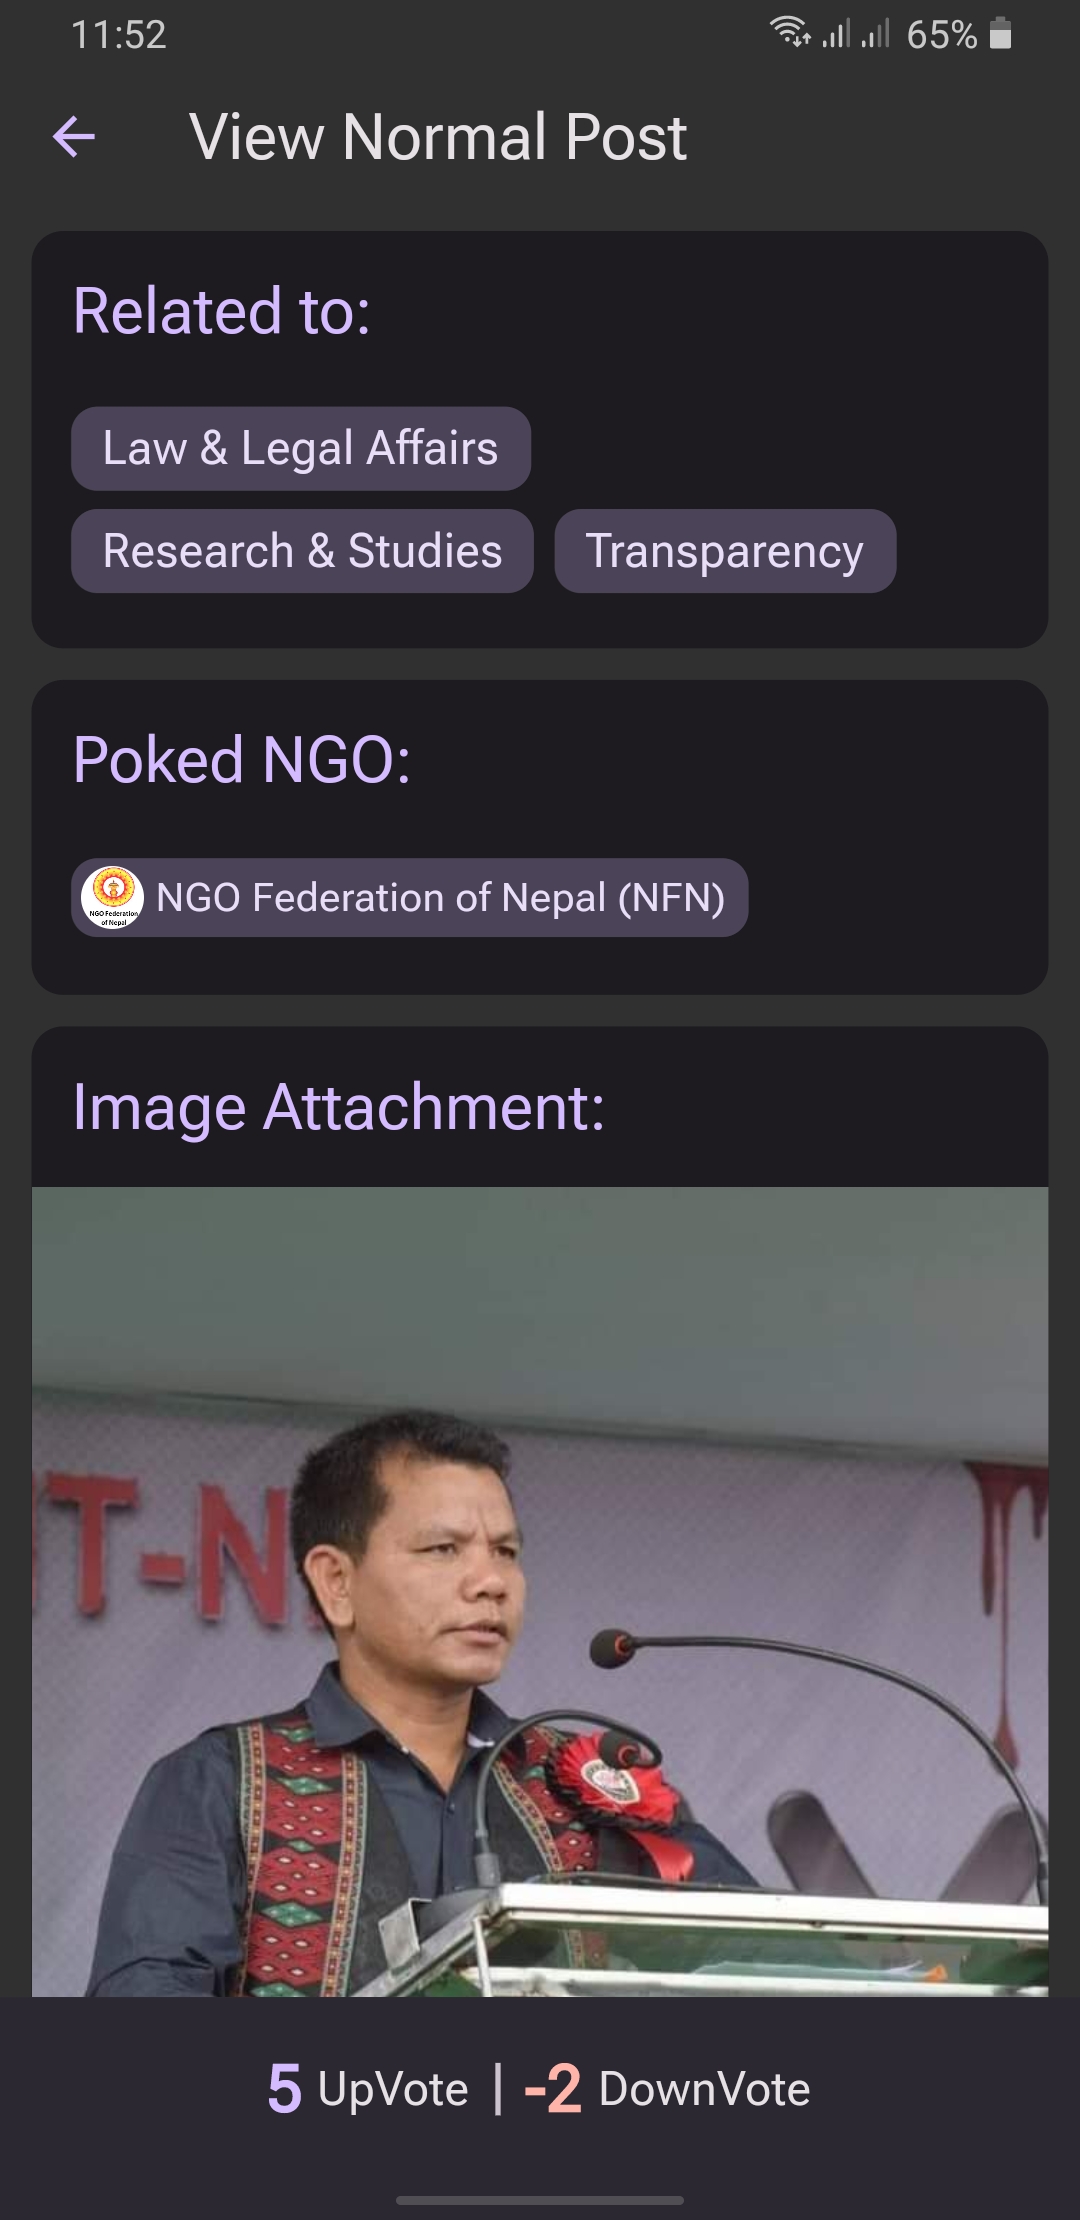 11:52
65%
View Normal Post
Related to:
Law & Legal Affairs
Research & Studies Transparency
Poked NGO:
NGO Federation
of Nepal
NGO Federation of Nepal (NFN)
Image Attachment:
T-N
5 UpVote | -2 DownVote